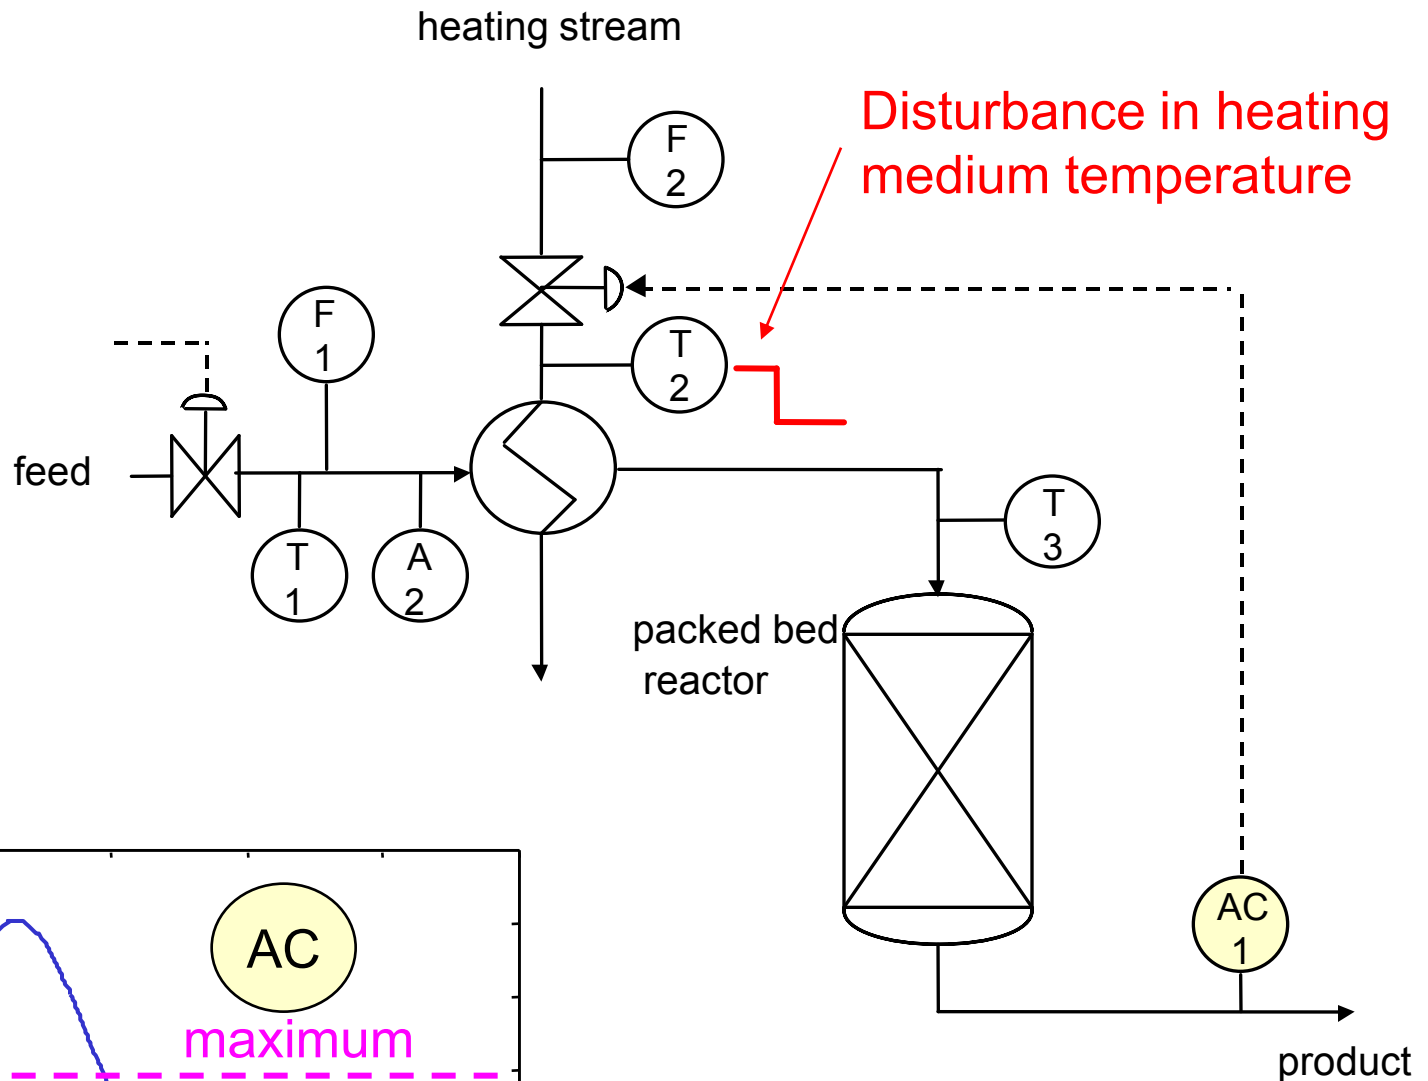 heating stream
Disturbance in heating
medium temperature
F
2
F
1
T
2
feed
T
3
T
1
A
2
packed bed
reactor
AC
1
AC
maximum
product